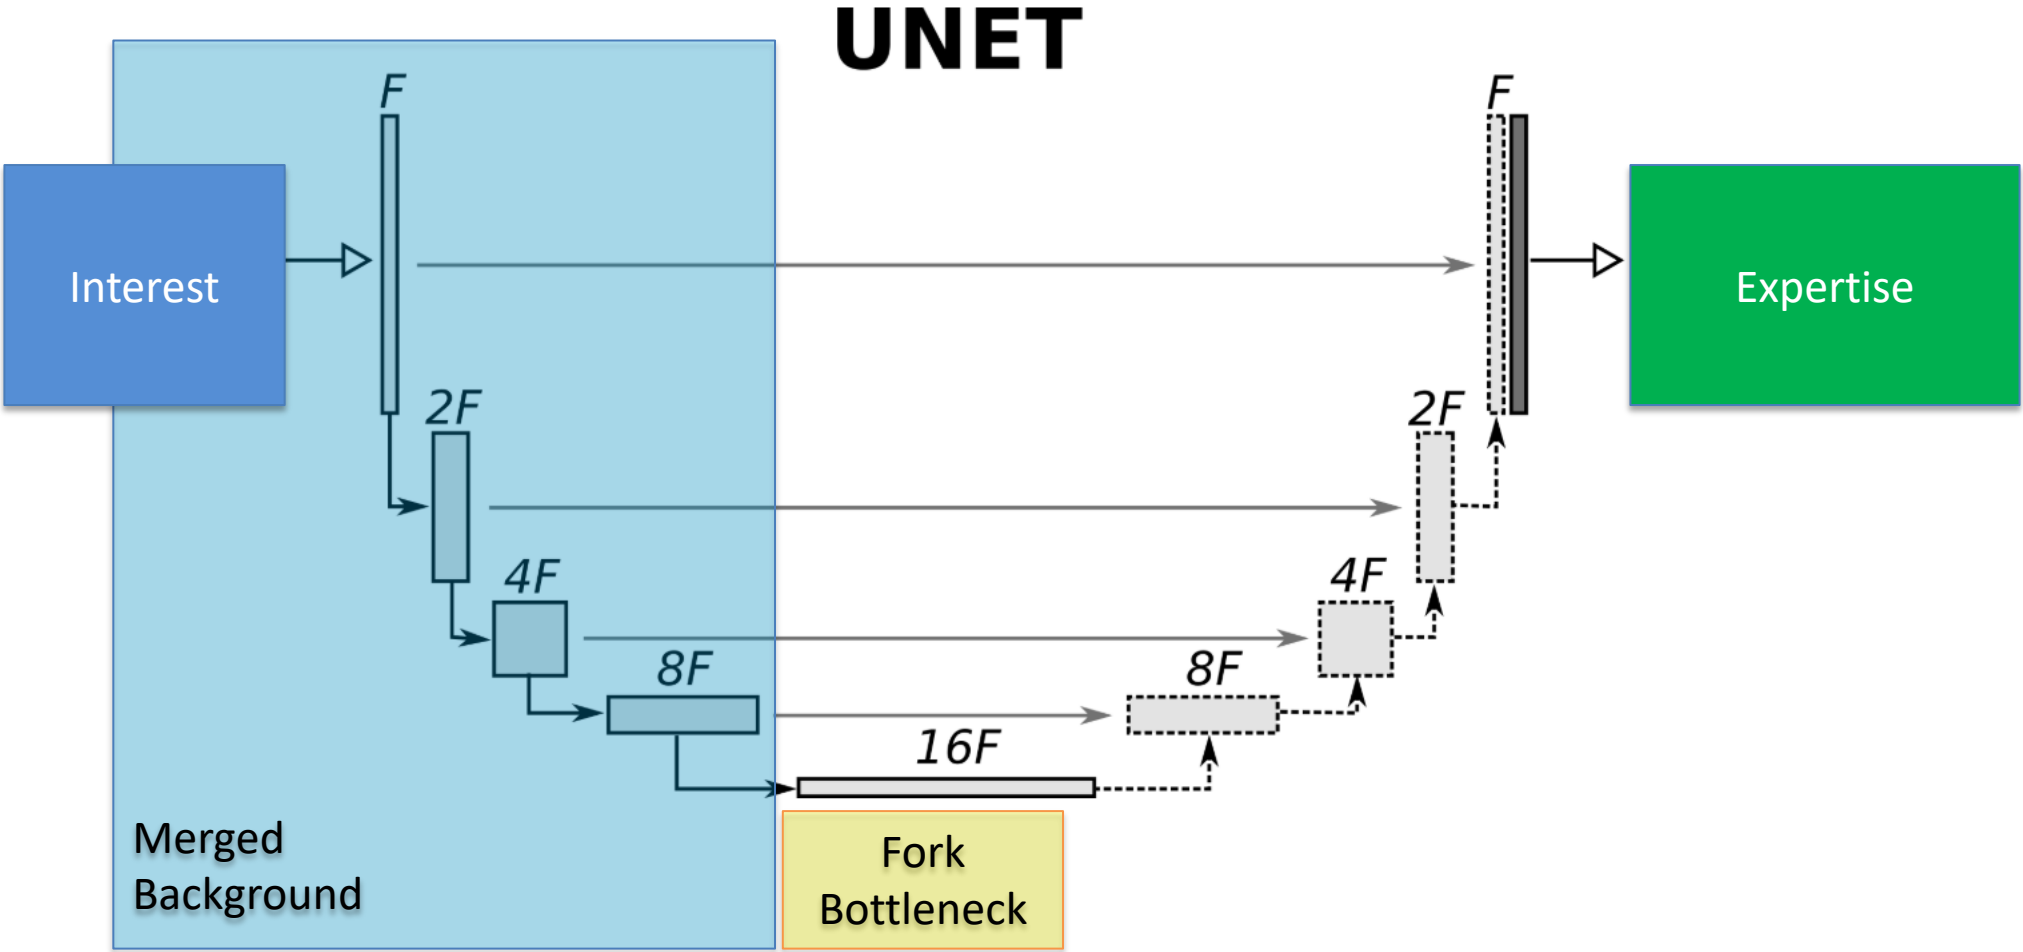 UNET
F
F
Interest
Expertise
2F
2F
4F
4F
8F
8F
16F
Merged
Background
Fork
Bottleneck